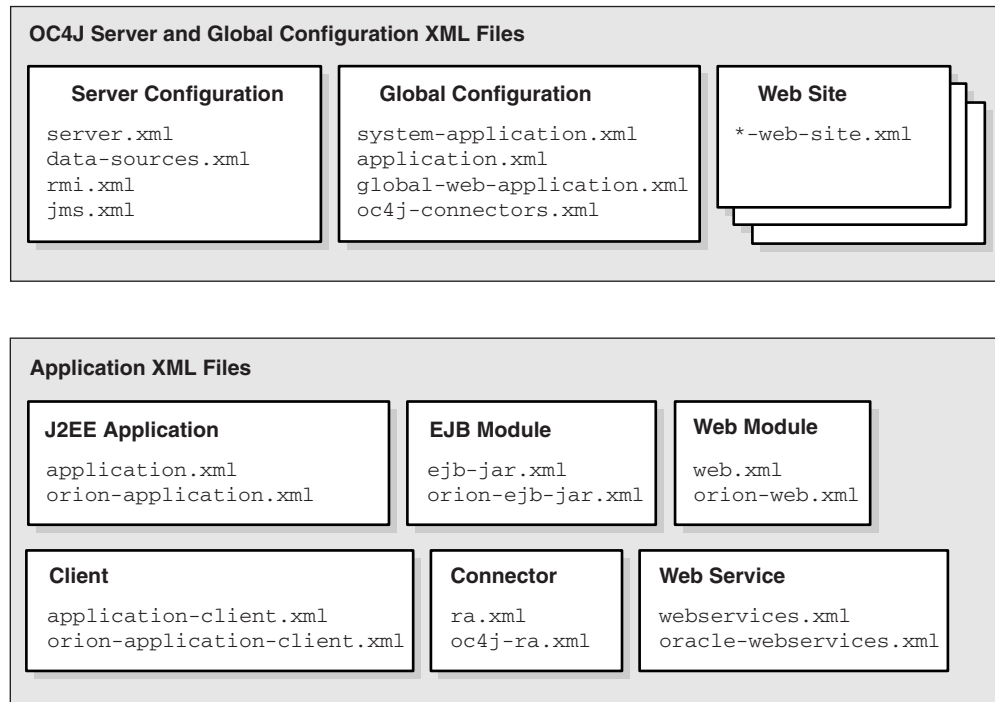 OC4J Server and Global Configuration XML Files
Server Configuration
server.xml
data-sources.xml
rmi.xml
jms.xml
Global Configuration
system-application.xml
application.xml
global-web-application.xml
oc4j-connectors.xml
Web Site
*-web-site.xml
Application XML Files
J2EE Application
application.xml
orion-application.xml
EJB Module
ejb-jar.xml
orion-ejb-jar.xml
Web Module
web.xml
orion-web.xml
Client
application-client.xml
orion-application-client.xml
Connector
ra.xml
oc4j-ra.xml
Web Service
webservices.xml
oracle-webservices.xml